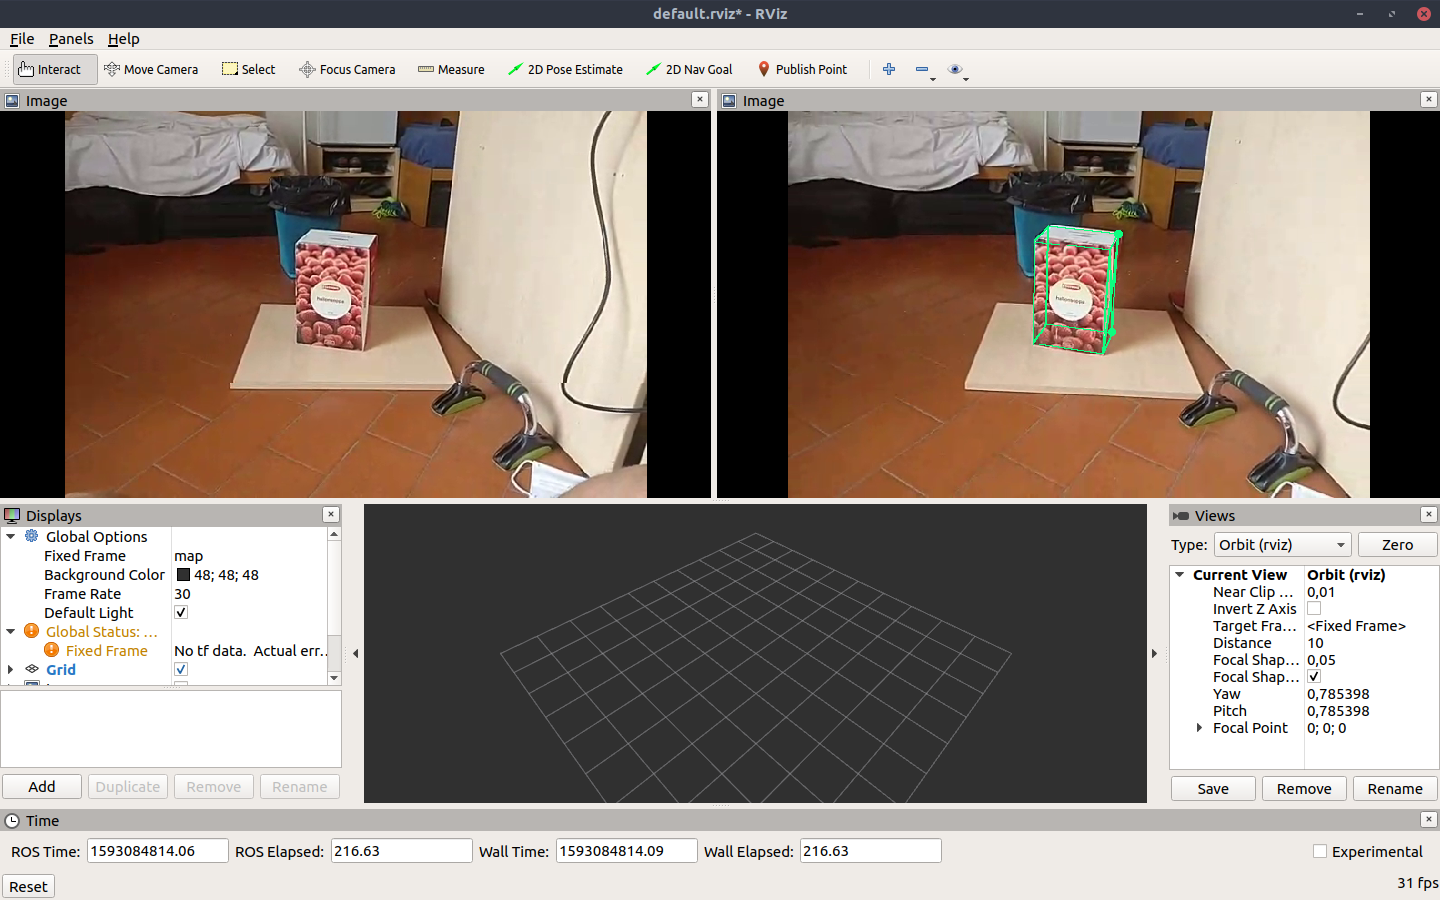 default.rviz* - RViz
File Panels Help
Interact Move Camera Select Focus Camera Measure 2D Pose Estimate 2D Nav Goal Publish Point
Image
Image
hallonsoppa
hallonsoppa
Displays
Global Options
Fixed Frame map
Background Color 48; 48; 48
Frame Rate 30
Default Light
Global Status: ...
Fixed Frame No tf data. Actual err...
Grid
Add Duplicate Remove Rename
Views
Type: Orbit (rviz) Zero
Current View Orbit (rviz)
Near Clip ... 0,01
Invert Z Axis
Target Fra... <Fixed Frame>
Distance 10
Focal Shap... 0,05
Focal Shap...
Yaw 0,785398
Pitch 0,785398
Focal Point 0; 0; 0
Save Remove Rename
Time
ROS Time: 1593084814.06 ROS Elapsed: 216.63 Wall Time: 1593084814.09 Wall Elapsed: 216.63 Experimental
Reset 31 fps